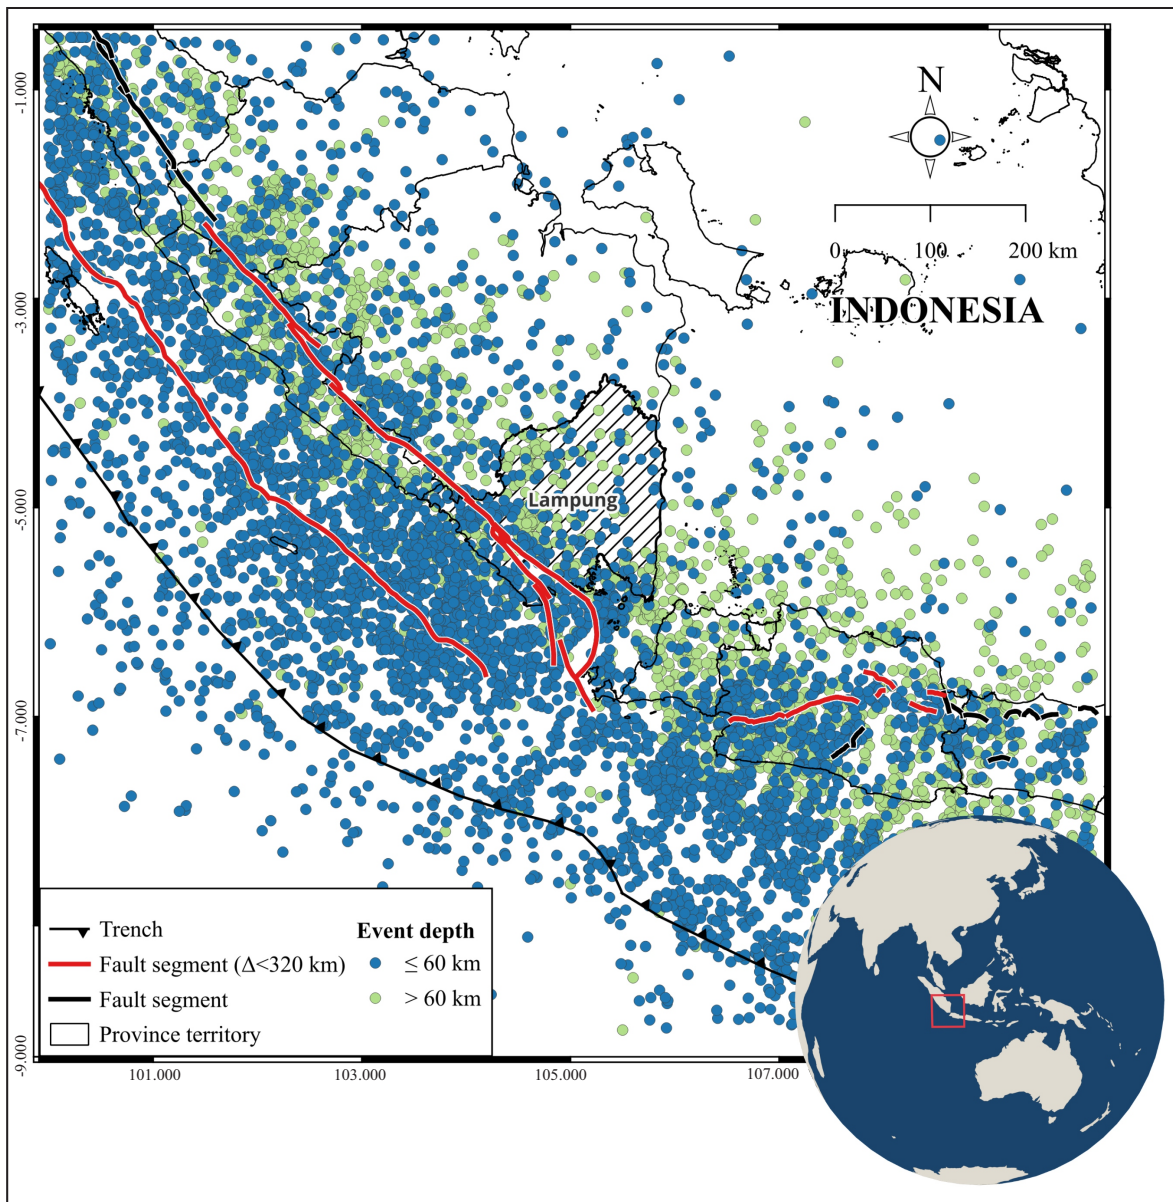 -1.000
-3.000
-5.000
-7.000
-9.000
N
0 100 200 km
INDONESIA
Lampung
Trench
Fault segment (Δ<320 km)
Fault segment
Province territory
Event depth
≤ 60 km
> 60 km
101.000 103.000 105.000 107.000